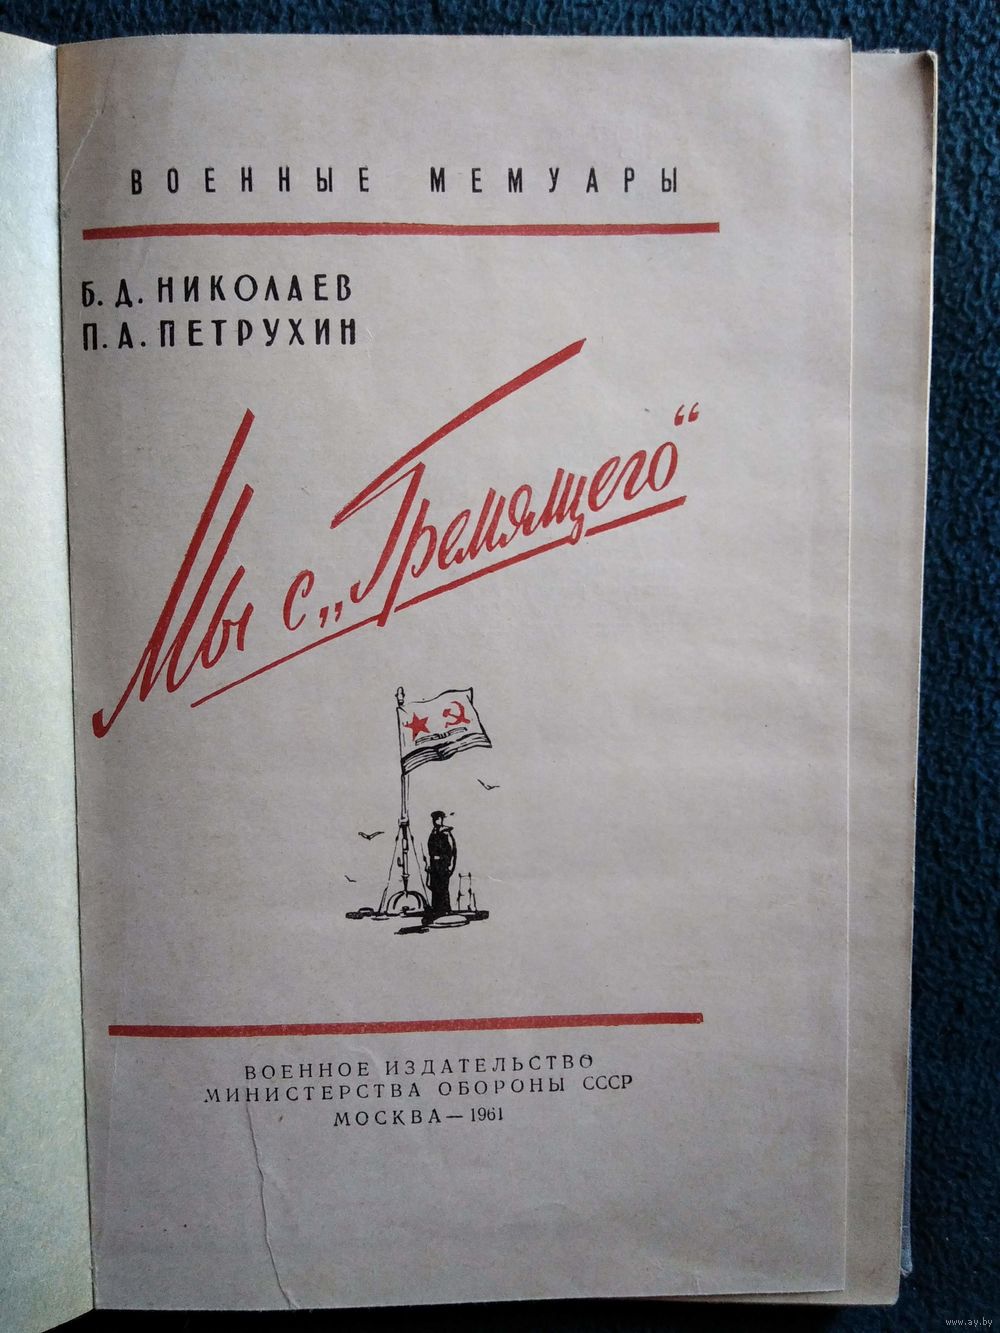 ВОЕННЫЕ МЕМУАРЫ
Б. Д. НИКОЛАЕВ
П. А. ПЕТРУХИН
Мы с „Гремящего“
ВОЕННОЕ ИЗДАТЕЛЬСТВО
МИНИСТЕРСТВА ОБОРОНЫ СССР
МОСКВА — 1961
www.ay.by